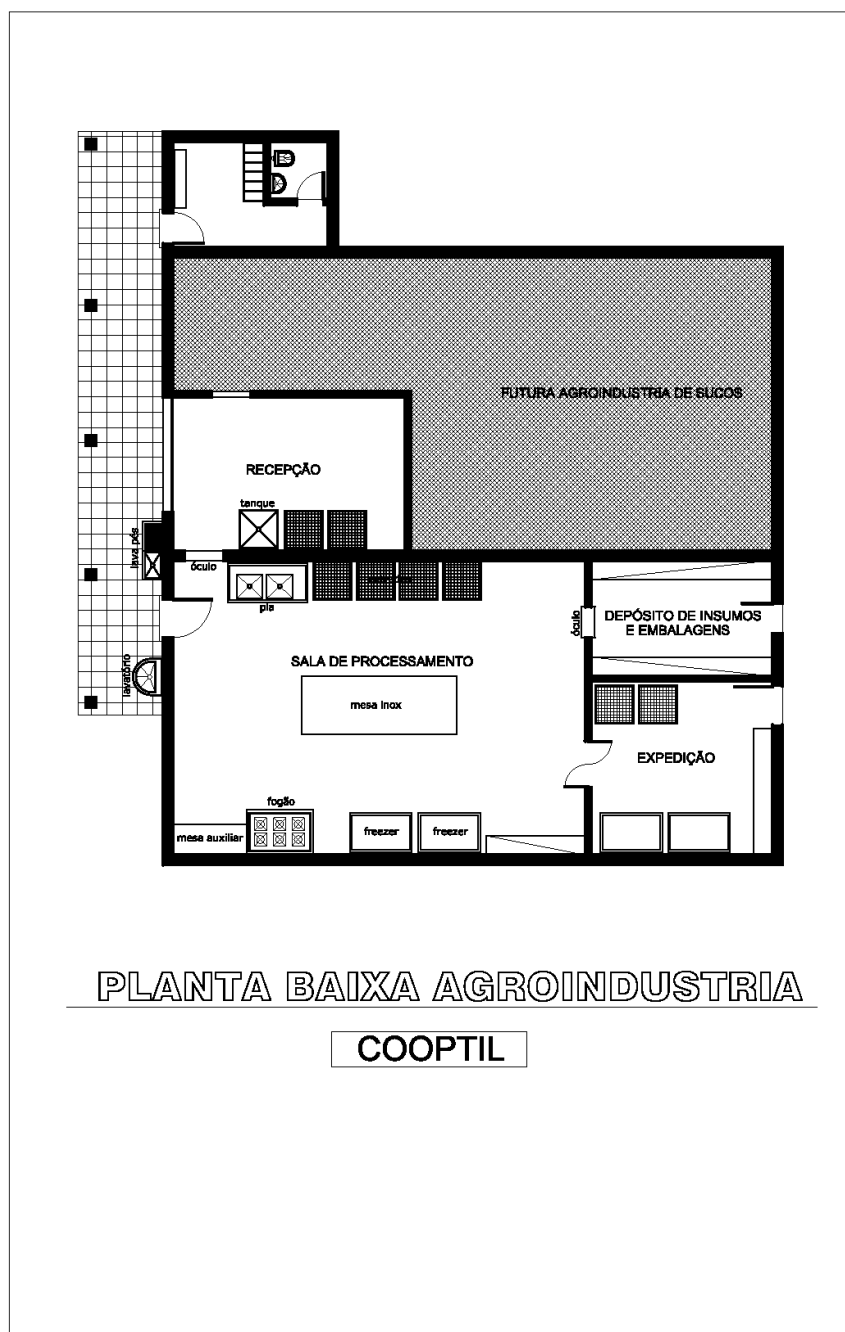 FUTURA AGROINDUSTRIA DE SUCOS
RECEPÇÃO
tanque
lava pés
óculo
pia
óculo
DEPÓSITO DE INSUMOS
E EMBALAGENS
lavatório
SALA DE PROCESSAMENTO
mesa inox
EXPEDIÇÃO
fogão
mesa auxiliar
freezer
freezer
PLANTA BAIXA AGROINDUSTRIA
COOPTIL